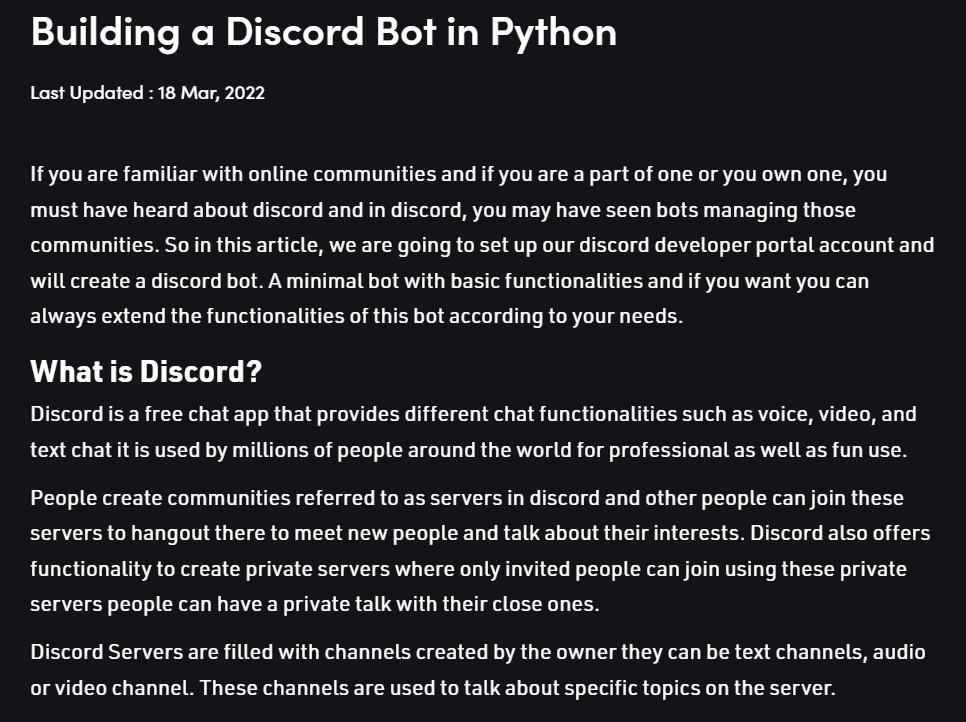 Building a Discord Bot in Python
Last Updated : 18 Mar, 2022
If you are familiar with online communities and if you are a part of one or you own one, you
must have heard about discord and in discord, you may have seen bots managing those
communities. So in this article, we are going to set up our discord developer portal account and
will create a discord bot. A minimal bot with basic functionalities and if you want you can
always extend the functionalities of this bot according to your needs.
What is Discord?
Discord is a free chat app that provides different chat functionalities such as voice, video, and
text chat it is used by millions of people around the world for professional as well as fun use.
People create communities referred to as servers in discord and other people can join these
servers to hangout there to meet new people and talk about their interests. Discord also offers
functionality to create private servers where only invited people can join using these private
servers people can have a private talk with their close ones.
Discord Servers are filled with channels created by the owner they can be text channels, audio
or video channel. These channels are used to talk about specific topics on the server.